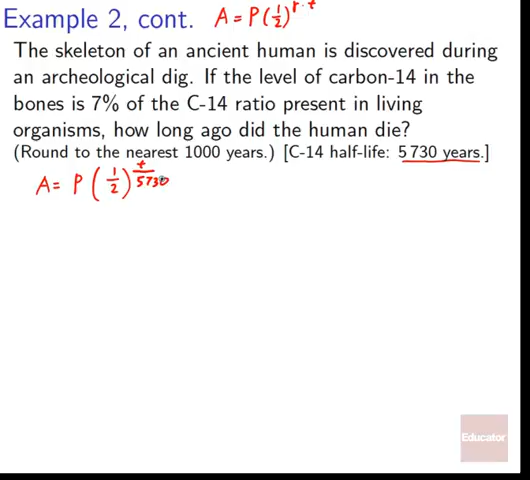 Example 2, cont. A = P(1/2)^r·t
The skeleton of an ancient human is discovered during
an archeological dig. If the level of carbon-14 in the
bones is 7% of the C-14 ratio present in living
organisms, how long ago did the human die?
(Round to the nearest 1000 years.) [C-14 half-life: 5 730 years.]
A = P(1/2)^t/5730
Educator